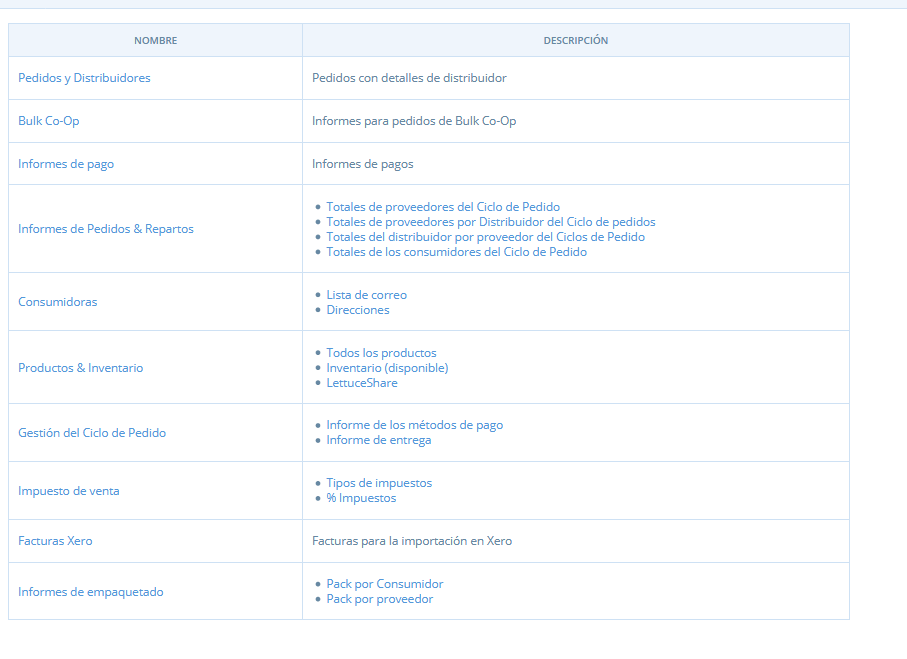 NOMBRE
DESCRIPCIÓN
Pedidos y Distribuidores
Pedidos con detalles de distribuidor
Bulk Co-Op
Informes para pedidos de Bulk Co-Op
Informes de pago
Informes de pagos
Informes de Pedidos & Repartos
Totales de proveedores del Ciclo de Pedido
Totales de proveedores por Distribuidor del Ciclo de pedidos
Totales del distribuidor por proveedor del Ciclos de Pedido
Totales de los consumidores del Ciclo de Pedido
Consumidoras
Lista de correo
Direcciones
Productos & Inventario
Todos los productos
Inventario (disponible)
LettuceShare
Gestión del Ciclo de Pedido
Informe de los métodos de pago
Informe de entrega
Impuesto de venta
Tipos de impuestos
% Impuestos
Facturas Xero
Facturas para la importación en Xero
Informes de empaquetado
Pack por Consumidor
Pack por proveedor